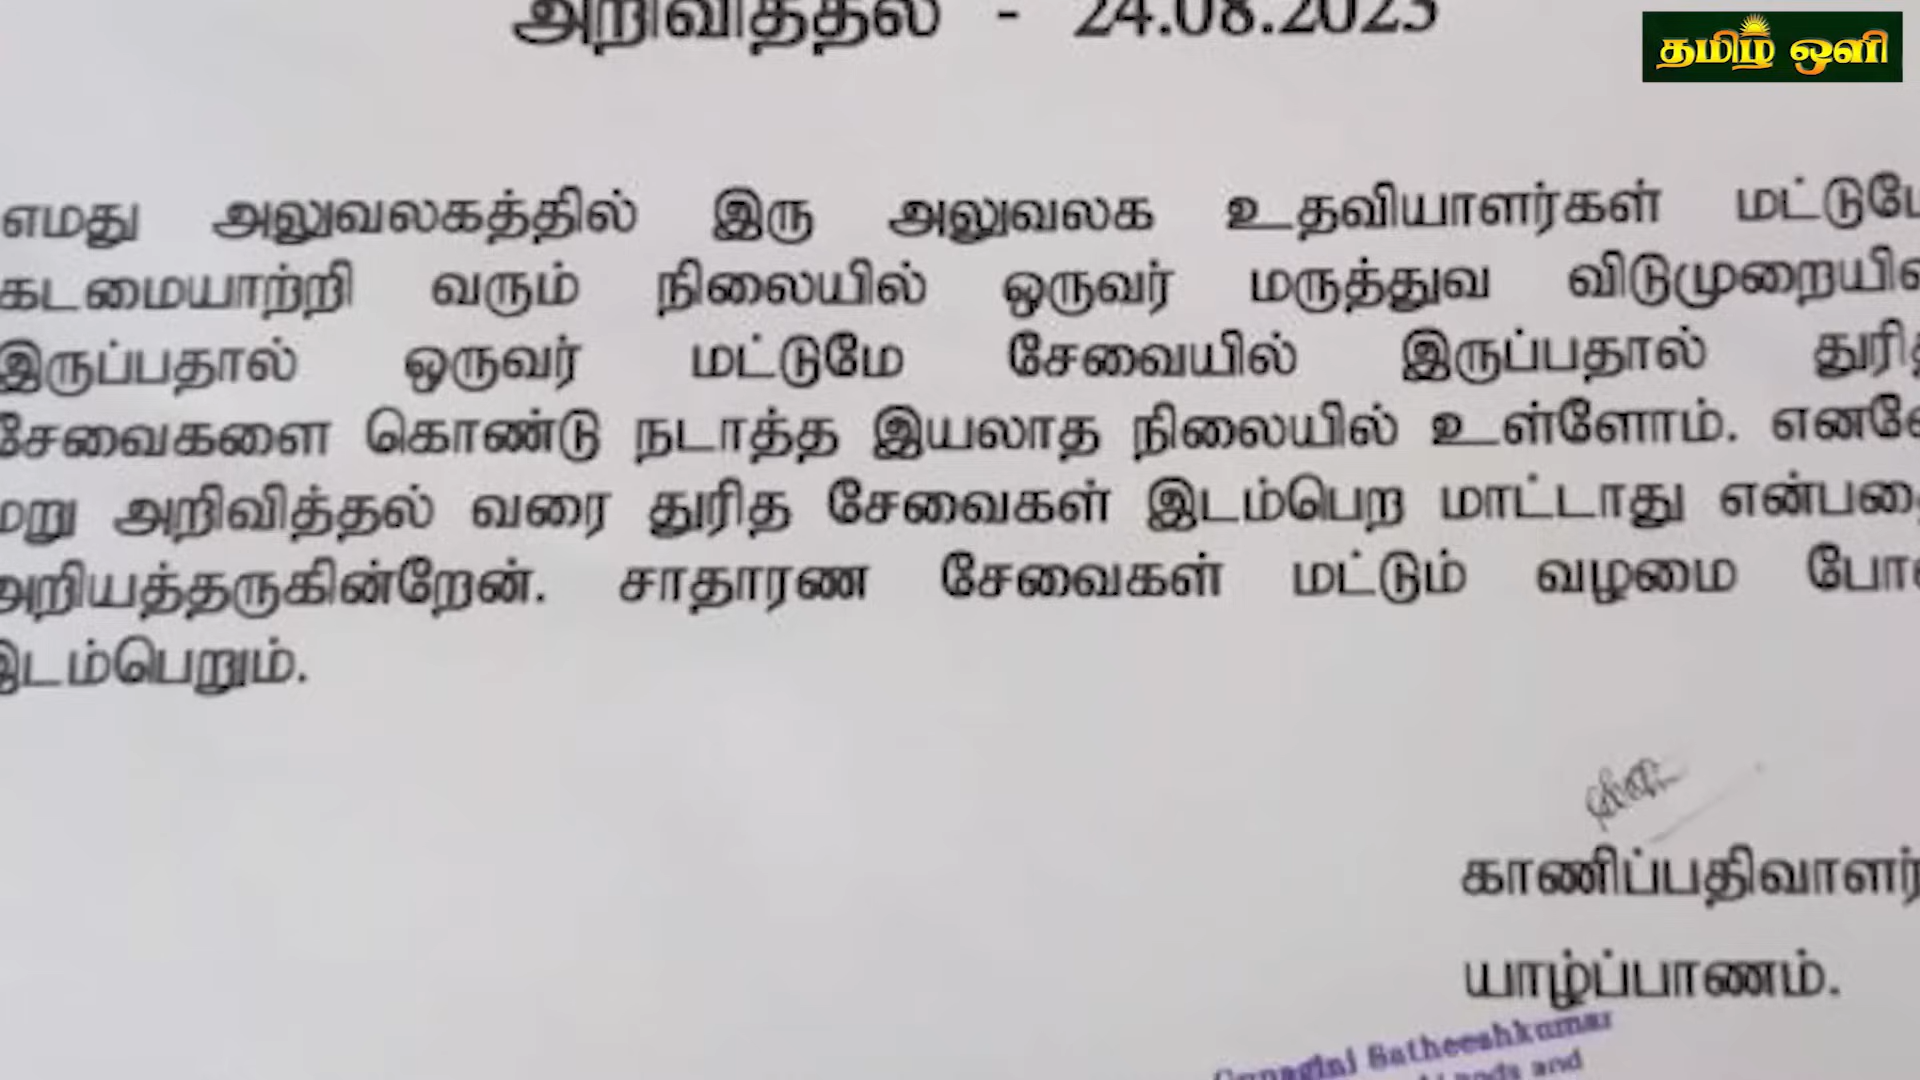 அறிவித்தல் - 24.08.2023
தமிழ் ஒளி
எமது அலுவலகத்தில் இரு அலுவலக உதவியாளர்கள் மட்டுமே
கடமையாற்றி வரும் நிலையில் ஒருவர் மருத்துவ விடுமுறையில்
இருப்பதால் ஒருவர் மட்டுமே சேவையில் இருப்பதால் துரித
சேவைகளை கொண்டு நடாத்த இயலாத நிலையில் உள்ளோம். எனவே
மறு அறிவித்தல் வரை துரித சேவைகள் இடம்பெற மாட்டாது என்பதை
அறியத்தருகின்றேன். சாதாரண சேவைகள் மட்டும் வழமை போல
இடம்பெறும்.
காணிப்பதிவாளர்
யாழ்ப்பாணம்.
Satheeshkumar
and